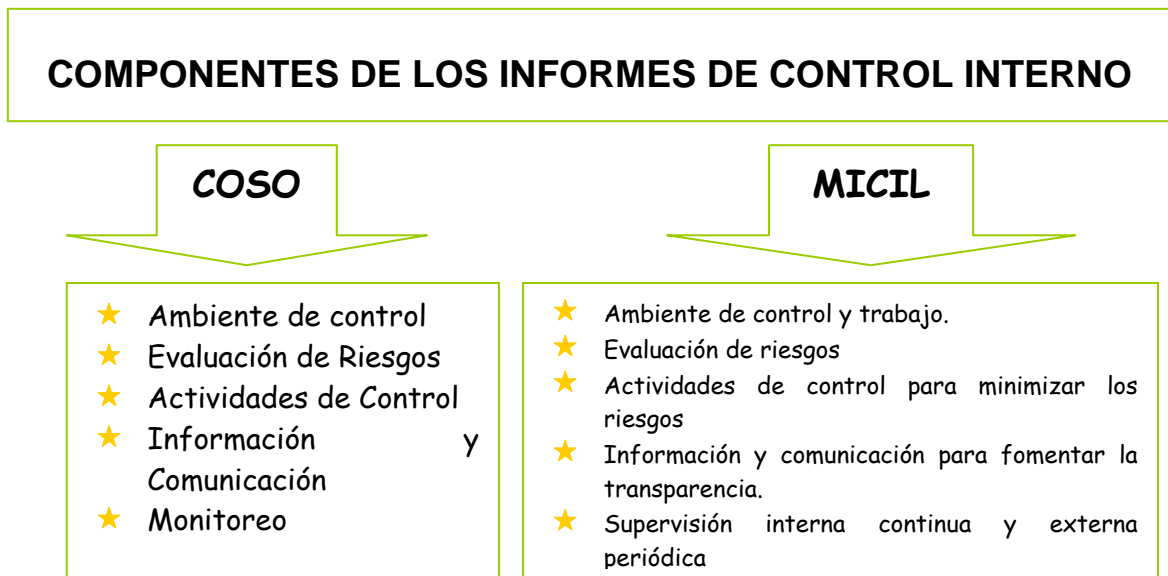 COMPONENTES DE LOS INFORMES DE CONTROL INTERNO
COSO
Ambiente de control
Evaluación de Riesgos
Actividades de Control
Información y
Comunicación
Monitoreo
MICIL
Ambiente de control y trabajo.
Evaluación de riesgos
Actividades de control para minimizar los
riesgos
Información y comunicación para fomentar la
transparencia.
Supervisión interna continua y externa
periódica